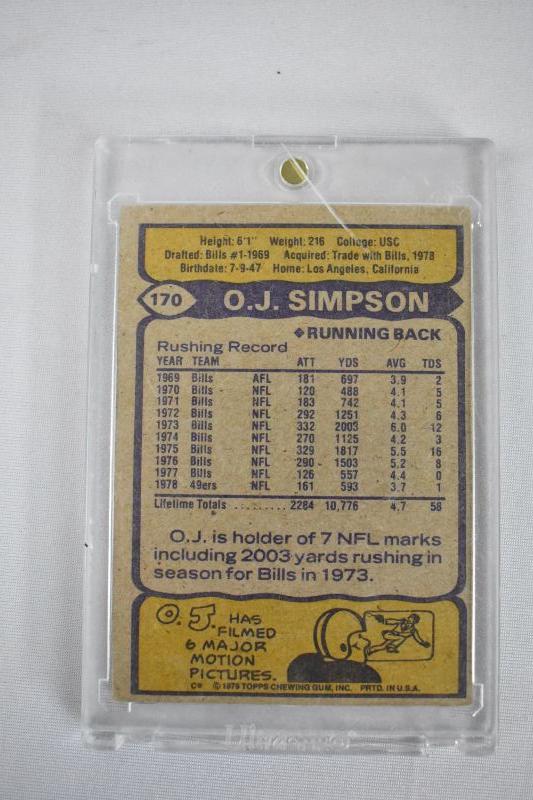 Height: 6'1" Weight: 216 College: USC
Drafted: Bills #1-1969 Acquired: Trade with Bills, 1978
Birthdate: 7-9-47 Home: Los Angeles, California
170 O.J. SIMPSON
RUNNING BACK
Rushing Record
YEAR TEAM ATT YDS AVG TDS
1969 Bills AFL 181 697 3.9 2
1970 Bills NFL 120 488 4.1 5
1971 Bills NFL 183 742 4.1 5
1972 Bills NFL 292 1251 4.3 6
1973 Bills NFL 332 2003 6.0 12
1974 Bills NFL 270 1125 4.2 3
1975 Bills NFL 329 1817 5.5 16
1976 Bills NFL 290 1503 5.2 8
1977 Bills NFL 126 557 4.4 0
1978 49ers NFL 161 593 3.7 1
Lifetime Totals ......... 2284 10,776 4.7 58
O.J. is holder of 7 NFL marks
including 2003 yards rushing in
season for Bills in 1973.
O.J. HAS
FILMED
6 MAJOR
MOTION
PICTURES.
C* © 1979 TOPPS CHEWING GUM, INC. PRTD. IN U.S.A.